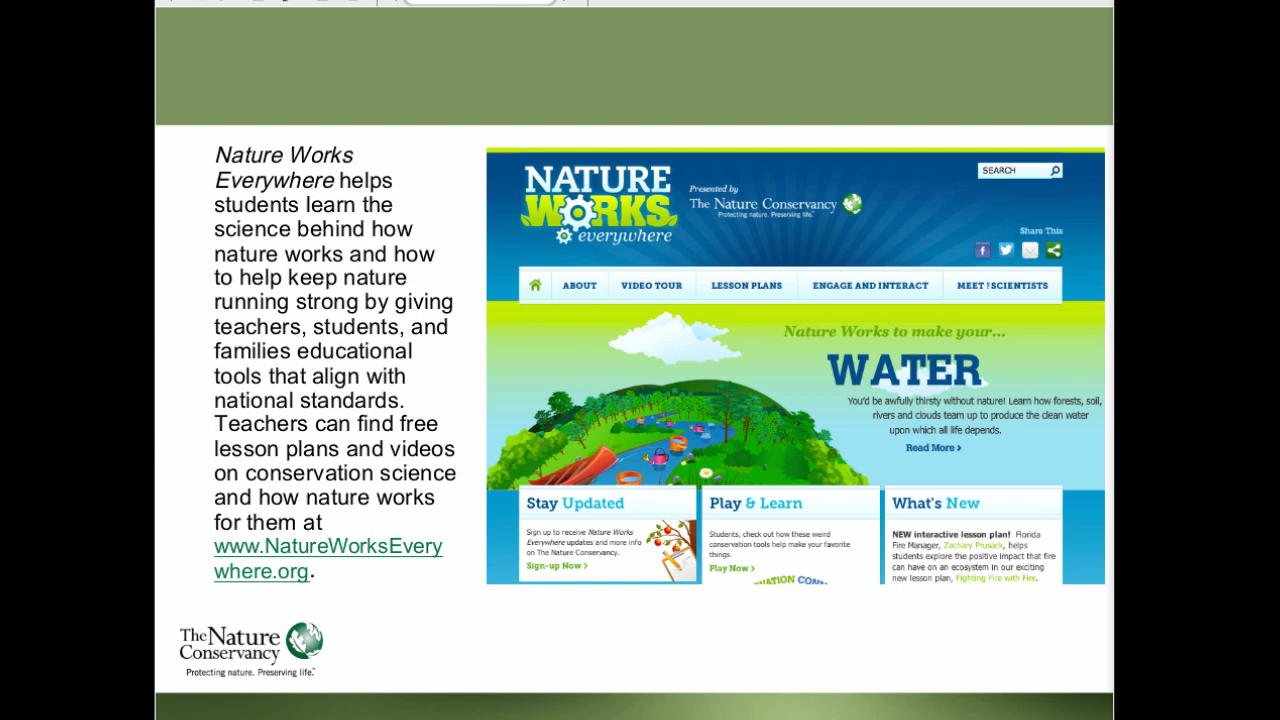 Nature Works
Everywhere helps
students learn the
science behind how
nature works and how
to help keep nature
running strong by giving
teachers, students, and
families educational
tools that align with
national standards.
Teachers can find free
lesson plans and videos
on conservation science
and how nature works
for them at
www.NatureWorksEvery
where.org.
NATURE
WORKS
everywhere
Presented by
The Nature Conservancy
Protecting nature. Preserving life.™
SEARCH
Share This
ABOUT VIDEO TOUR LESSON PLANS ENGAGE AND INTERACT MEET SCIENTISTS
Nature Works to make your...
WATER
You'd be awfully thirsty without nature! Learn how forests, soil,
rivers and clouds team up to produce the clean water
upon which all life depends.
Read More >
Stay Updated
Sign up to receive Nature Works
Everywhere updates and more info
on The Nature Conservancy.
Sign-up Now >
Play & Learn
Students, check out how these weird
conservation tools help make your favorite
things.
Play Now >
What's New
NEW interactive lesson plan! Florida
Fire Manager, Zachary Prusack, helps
students explore the positive impact that fire
can have on an ecosystem in our exciting
new lesson plan, Fighting Fire with Fire.
The Nature
Conservancy
Protecting nature. Preserving life.™